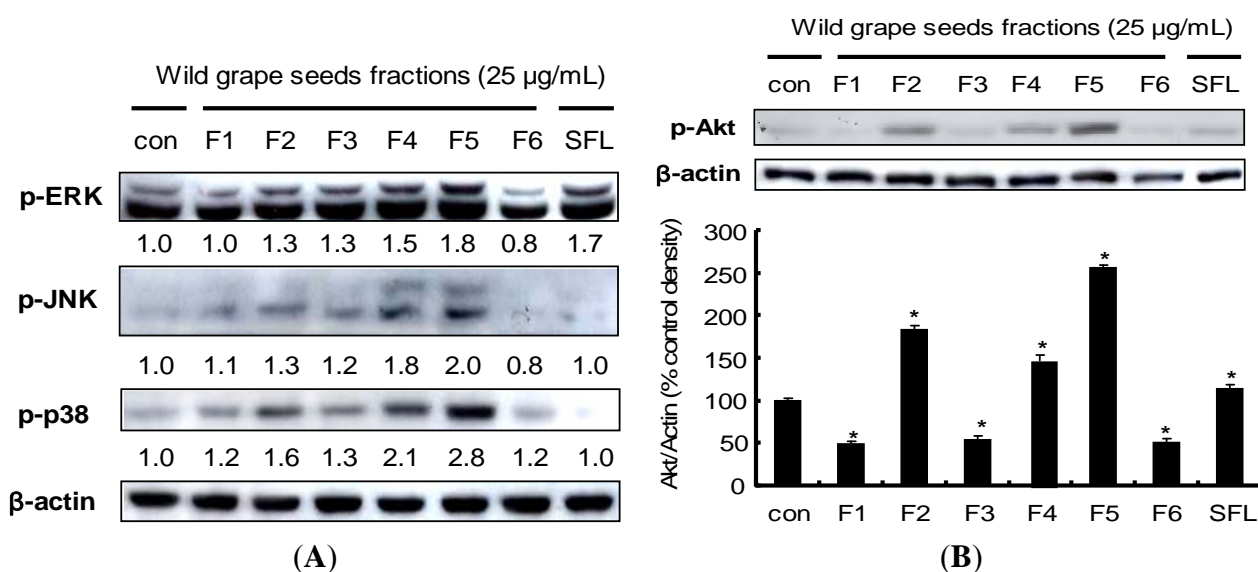 Wild grape seeds fractions (25 µg/mL)
con F1 F2 F3 F4 F5 F6 SFL
p-ERK
1.0 1.0 1.3 1.3 1.5 1.8 0.8 1.7
p-JNK
1.0 1.1 1.3 1.2 1.8 2.0 0.8 1.0
p-p38
1.0 1.2 1.6 1.3 2.1 2.8 1.2 1.0
β-actin
(A)
Wild grape seeds fractions (25 µg/mL)
con F1 F2 F3 F4 F5 F6 SFL
p-Akt
β-actin
Akt/Actin (% control density)
300
250
200
150
100
50
0
* * * * * * *
con F1 F2 F3 F4 F5 F6 SFL
(B)